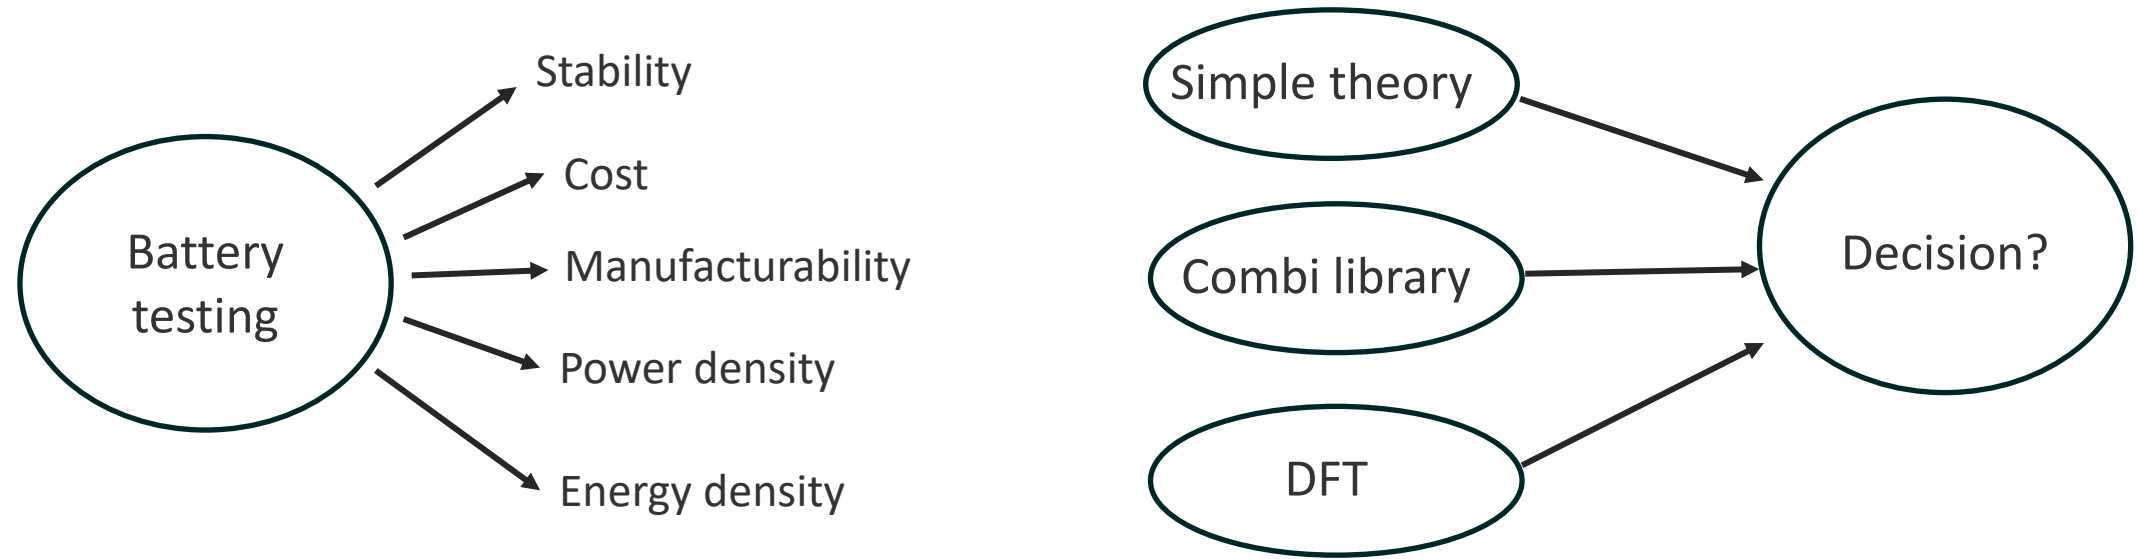 Battery
testing
Stability
Cost
Manufacturability
Power density
Energy density
Simple theory
Combi library
DFT
Decision?